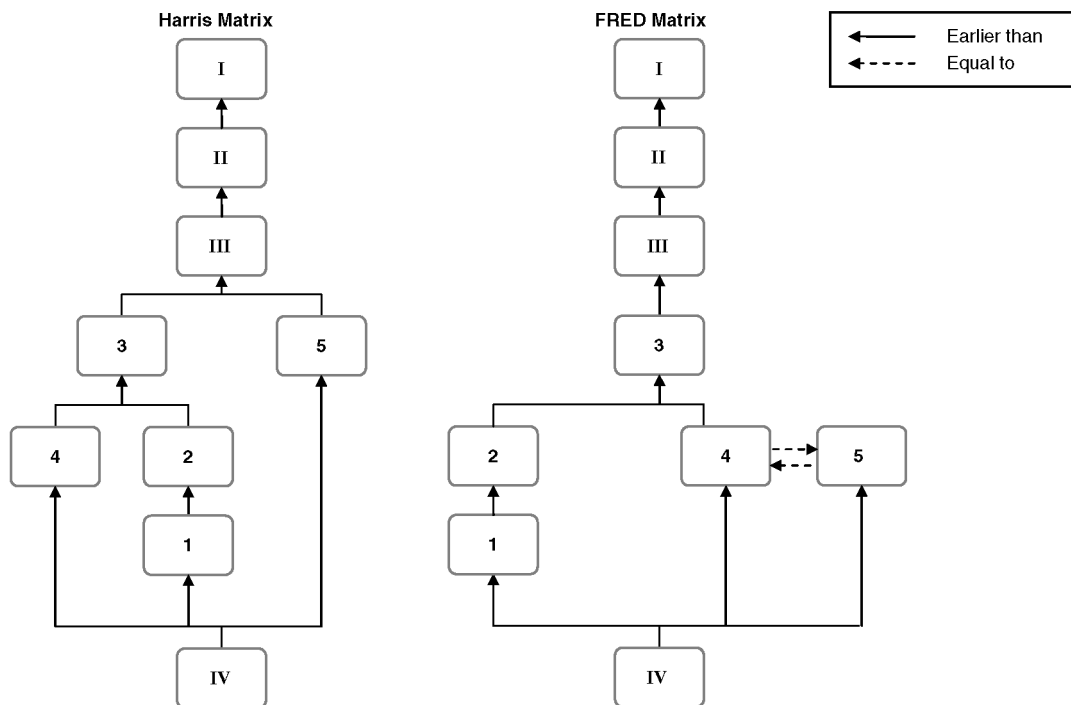 Harris Matrix
I
II
III
3
5
4
2
1
IV
FRED Matrix
I
II
III
3
2
4
5
1
IV
Earlier than
Equal to